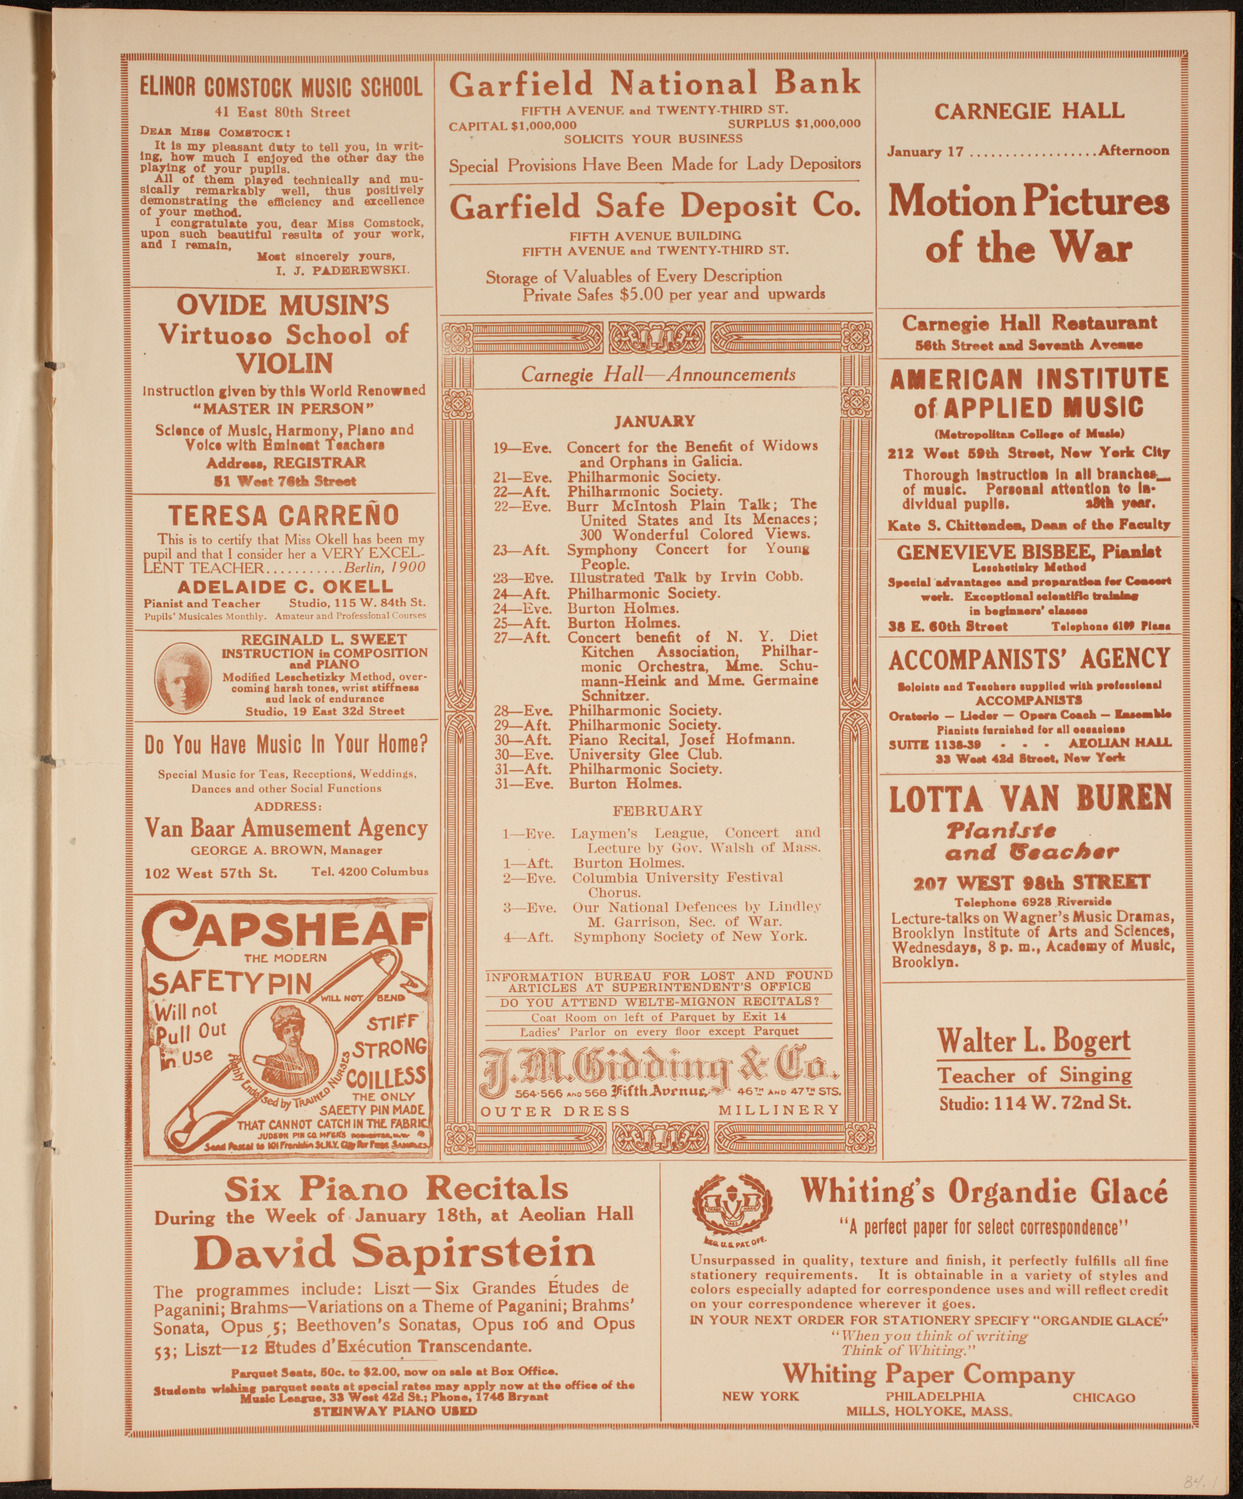 ELINOR COMSTOCK MUSIC SCHOOL
41 East 80th Street
DEAR MISS COMSTOCK:
It is my pleasant duty to tell you, in writ-
ing, how much I enjoyed the other day the
playing of your pupils.
All of them played technically and mu-
sically remarkably well, thus positively
demonstrating the efficiency and excellence
of your method.
I congratulate you, dear Miss Comstock,
upon such beautiful results of your work,
and I remain,
Most sincerely yours,
I. J. PADEREWSKI.
OVIDE MUSIN'S
Virtuoso School of
VIOLIN
Instruction given by this World Renowned
"MASTER IN PERSON"
Science of Music, Harmony, Piano and
Voice with Eminent Teachers
Address, REGISTRAR
51 West 76th Street
TERESA CARREÑO
This is to certify that Miss Okell has been my
pupil and that I consider her a VERY EXCEL-
LENT TEACHER...........Berlin, 1900
ADELAIDE C. OKELL
Pianist and Teacher Studio, 115 W. 84th St.
Pupils' Musicales Monthly. Amateur and Professional Courses
REGINALD L. SWEET
INSTRUCTION in COMPOSITION
and PIANO
Modified Leschetizky Method, over-
coming harsh tones, wrist stiffness
and lack of endurance
Studio, 19 East 32d Street
Do You Have Music In Your Home?
Special Music for Teas, Receptions, Weddings,
Dances and other Social Functions
ADDRESS:
Van Baar Amusement Agency
GEORGE A. BROWN, Manager
102 West 57th St. Tel. 4200 Columbus
CAPSHEAF
THE MODERN
SAFETY PIN
WILL NOT BEND
Will not
Pull Out
in Use
STIFF
STRONG
COILLESS
Highly Endorsed by TRAINED NURSES
THE ONLY
SAFETY PIN MADE
THAT CANNOT CATCH IN THE FABRIC
JUDSON PIN CO. MFGRS ROCHESTER, N.Y.
Send Postal to 101 Franklin St. N.Y. City For Free SAMPLES
Garfield National Bank
FIFTH AVENUE and TWENTY-THIRD ST.
CAPITAL $1,000,000 SURPLUS $1,000,000
SOLICITS YOUR BUSINESS
Special Provisions Have Been Made for Lady Depositors
Garfield Safe Deposit Co.
FIFTH AVENUE BUILDING
FIFTH AVENUE and TWENTY-THIRD ST.
Storage of Valuables of Every Description
Private Safes $5.00 per year and upwards
Carnegie Hall—Announcements
JANUARY
19—Eve. Concert for the Benefit of Widows
and Orphans in Galicia.
21—Eve. Philharmonic Society.
22—Aft. Philharmonic Society.
22—Eve. Burr McIntosh Plain Talk; The
United States and Its Menaces;
300 Wonderful Colored Views.
23—Aft. Symphony Concert for Young
People.
23—Eve. Illustrated Talk by Irvin Cobb.
24—Aft. Philharmonic Society.
24—Eve. Burton Holmes.
25—Aft. Burton Holmes.
27—Aft. Concert benefit of N. Y. Diet
Kitchen Association, Philhar-
monic Orchestra, Mme. Schu-
mann-Heink and Mme. Germaine
Schnitzer.
28—Eve. Philharmonic Society.
29—Aft. Philharmonic Society.
30—Aft. Piano Recital, Josef Hofmann.
30—Eve. University Glee Club.
31—Aft. Philharmonic Society.
31—Eve. Burton Holmes.
FEBRUARY
1—Eve. Laymen's League, Concert and
Lecture by Gov. Walsh of Mass.
1—Aft. Burton Holmes.
2—Eve. Columbia University Festival
Chorus.
3—Eve. Our National Defences by Lindley
M. Garrison, Sec. of War.
4—Aft. Symphony Society of New York.
INFORMATION BUREAU FOR LOST AND FOUND
ARTICLES AT SUPERINTENDENT'S OFFICE
DO YOU ATTEND WELTE-MIGNON RECITALS?
Coat Room on left of Parquet by Exit 14
Ladies' Parlor on every floor except Parquet
J.M. Gidding & Co.
564-566 AND 568 Fifth Avenue, 46TH AND 47TH STS.
OUTER DRESS MILLINERY
CARNEGIE HALL
January 17..................Afternoon
Motion Pictures
of the War
Carnegie Hall Restaurant
56th Street and Seventh Avenue
AMERICAN INSTITUTE
of APPLIED MUSIC
(Metropolitan College of Music)
212 West 59th Street, New York City
Thorough instruction in all branches
of music. Personal attention to in-
dividual pupils. 28th year.
Kate S. Chittenden, Dean of the Faculty
GENEVIEVE BISBEE, Pianist
Leschetizky Method
Special advantages and preparation for Concert
work. Exceptional scientific training
in beginners' classes
38 E. 60th Street Telephone 6109 Plaza
ACCOMPANISTS' AGENCY
Soloists and Teachers supplied with professional
ACCOMPANISTS
Oratorio — Lieder — Opera Coach — Ensemble
Pianists furnished for all occasions
SUITE 1138-39 - - - AEOLIAN HALL
33 West 42d Street, New York
LOTTA VAN BUREN
Pianiste
and Teacher
207 WEST 98th STREET
Telephone 6928 Riverside
Lecture-talks on Wagner's Music Dramas,
Brooklyn Institute of Arts and Sciences,
Wednesdays, 8 p. m., Academy of Music,
Brooklyn.
Walter L. Bogert
Teacher of Singing
Studio: 114 W. 72nd St.
Six Piano Recitals
During the Week of January 18th, at Aeolian Hall
David Sapirstein
The programmes include: Liszt—Six Grandes Études de
Paganini; Brahms—Variations on a Theme of Paganini; Brahms'
Sonata, Opus 5; Beethoven's Sonatas, Opus 106 and Opus
53; Liszt—12 Études d'Exécution Transcendante.
Parquet Seats, 50c. to $2.00, now on sale at Box Office.
Students wishing parquet seats at special rates may apply now at the office of the
Music League, 33 West 42d St.; Phone, 1746 Bryant
STEINWAY PIANO USED
REG. U.S. PAT. OFF.
Whiting's Organdie Glacé
"A perfect paper for select correspondence"
Unsurpassed in quality, texture and finish, it perfectly fulfills all fine
stationery requirements. It is obtainable in a variety of styles and
colors especially adapted for correspondence uses and will reflect credit
on your correspondence wherever it goes.
IN YOUR NEXT ORDER FOR STATIONERY SPECIFY "ORGANDIE GLACÉ"
"When you think of writing
Think of Whiting."
Whiting Paper Company
NEW YORK PHILADELPHIA CHICAGO
MILLS, HOLYOKE, MASS.